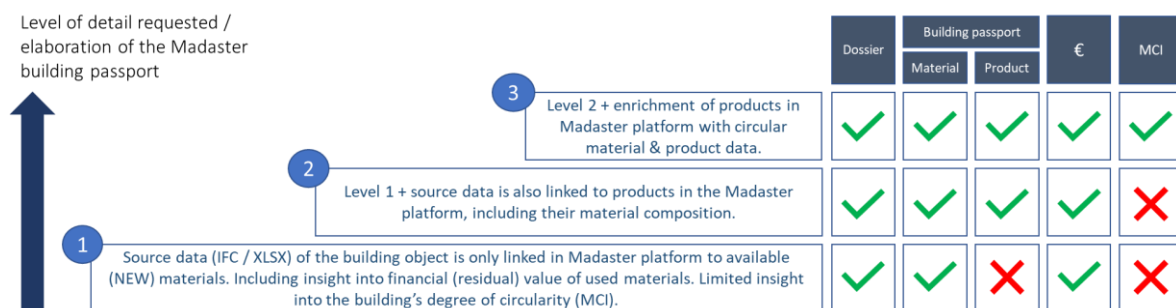 Level of detail requested /
elaboration of the Madaster
building passport
Dossier
Building passport
Material
Product
€
MCI
3
Level 2 + enrichment of products in
Madaster platform with circular
material & product data.
2
Level 1 + source data is also linked to products in the Madaster
platform, including their material composition.
1
Source data (IFC / XLSX) of the building object is only linked in Madaster platform to available
(NEW) materials. Including insight into financial (residual) value of used materials. Limited insight
into the building's degree of circularity (MCI).